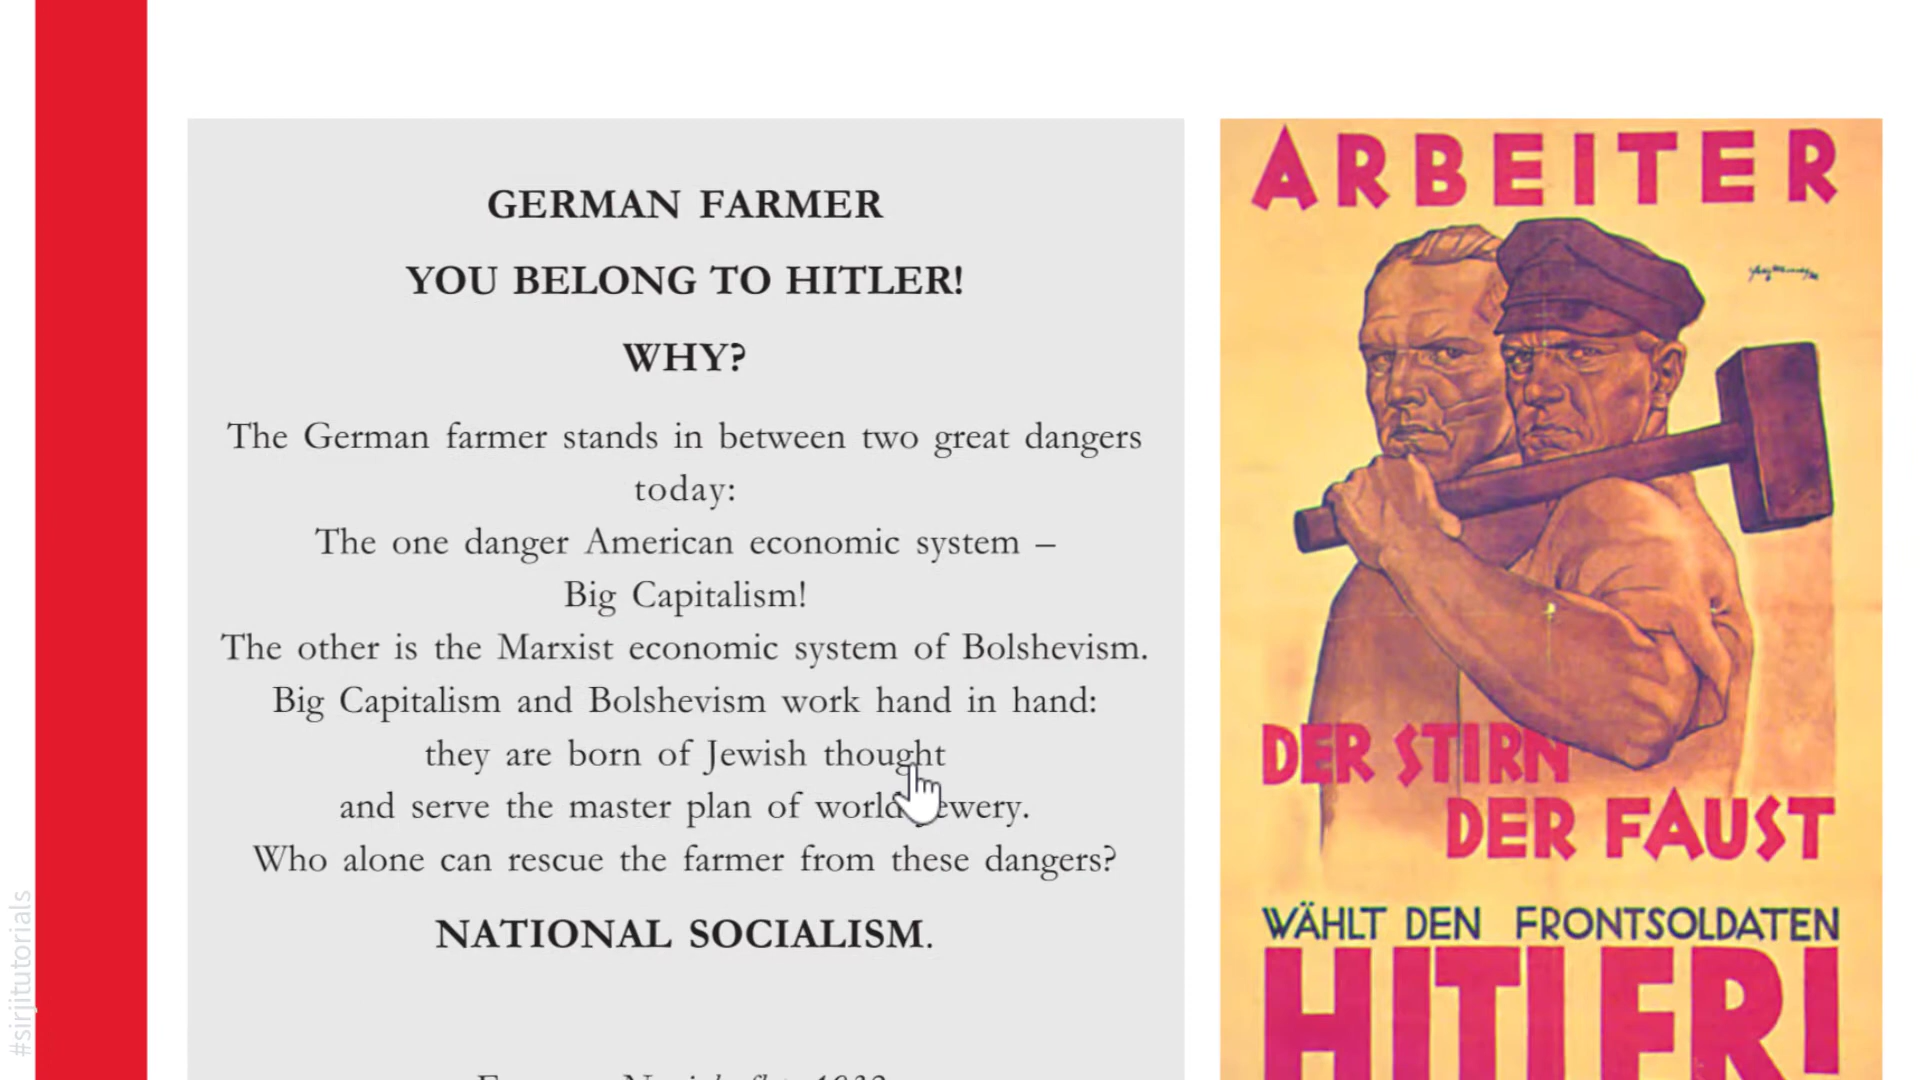 GERMAN FARMER
YOU BELONG TO HITLER!
WHY?
The German farmer stands in between two great dangers
today:
The one danger American economic system –
Big Capitalism!
The other is the Marxist economic system of Bolshevism.
Big Capitalism and Bolshevism work hand in hand:
they are born of Jewish thought
and serve the master plan of world
Who alone can rescue the farmer from these dangers?
NATIONAL SOCIALISM.
ARBEITER
DER STIRN
DER FAUST
WÄHLT DEN FRONTSOLDATEN
HITLER!
#sirjitutorials